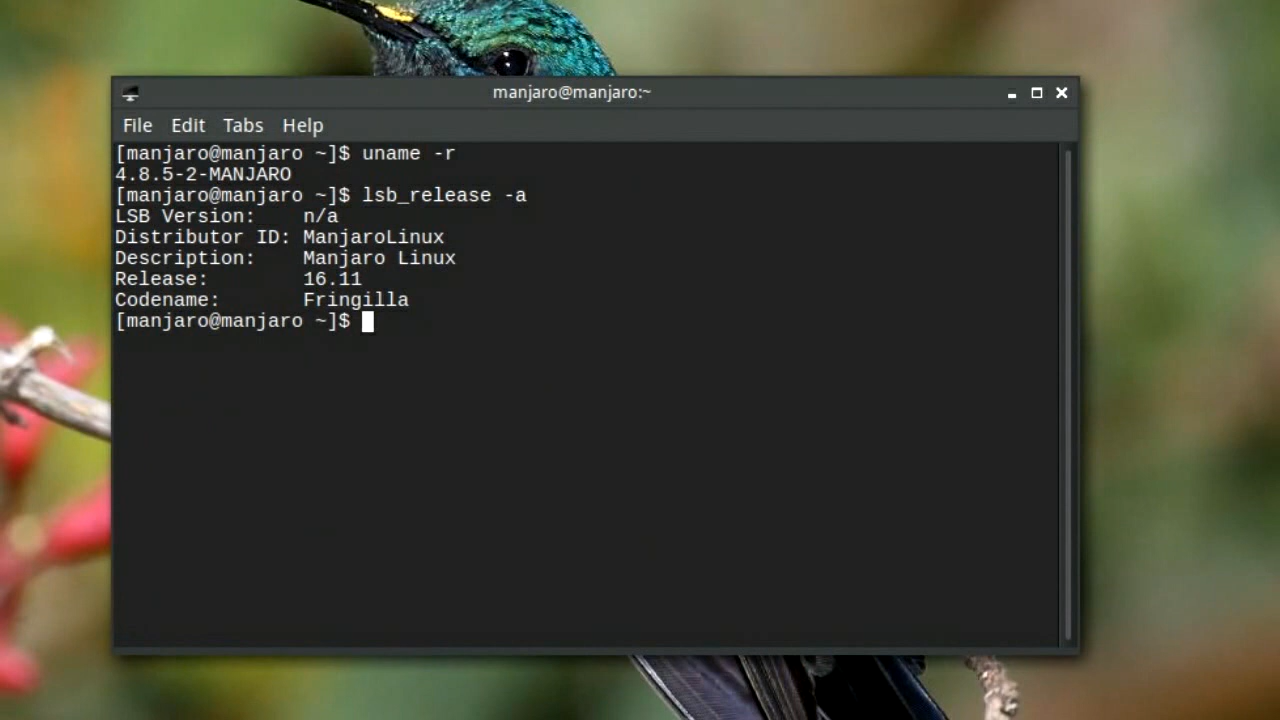 manjaro@manjaro:~
File Edit Tabs Help
[manjaro@manjaro ~]$ uname -r
4.8.5-2-MANJARO
[manjaro@manjaro ~]$ lsb_release -a
LSB Version:    n/a
Distributor ID: ManjaroLinux
Description:    Manjaro Linux
Release:        16.11
Codename:       Fringilla
[manjaro@manjaro ~]$